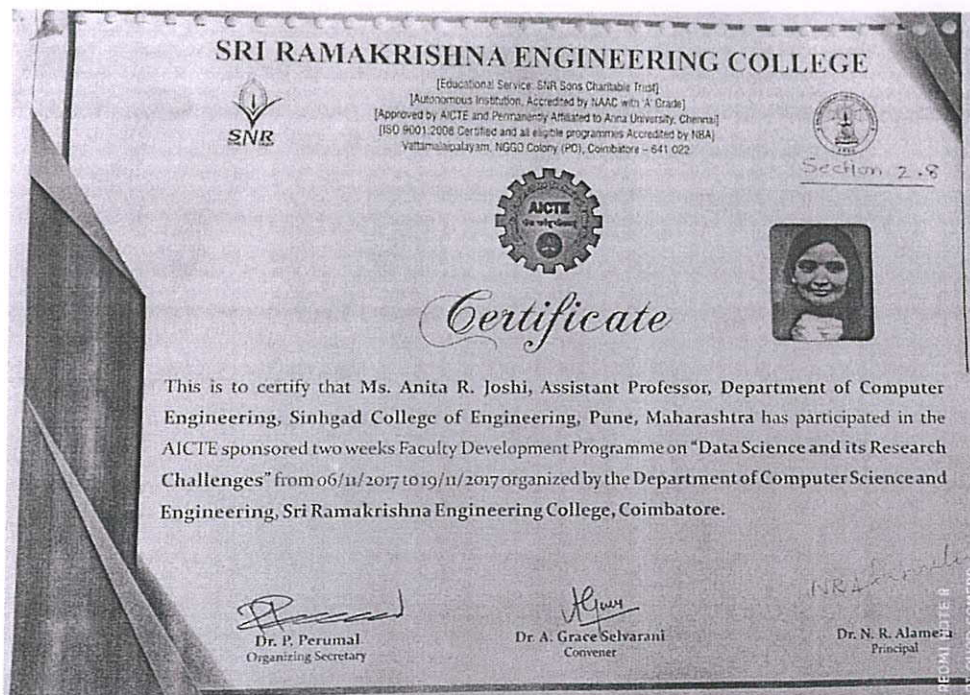 SRI RAMAKRISHNA ENGINEERING COLLEGE
[Educational Service: SNR Sons Charitable Trust]
[Autonomous Institution, Accredited by NAAC with 'A' Grade]
[Approved by AICTE and Permanently Affiliated to Anna University, Chennai]
[ISO 9001:2008 Certified and all eligible programmes Accredited by NBA]
Vattamalaipalayam, NGGO Colony (PO), Coimbatore – 641 022
SNR
Section 2.8
AICTE
Certificate
This is to certify that Ms. Anita R. Joshi, Assistant Professor, Department of Computer
Engineering, Sinhgad College of Engineering, Pune, Maharashtra has participated in the
AICTE sponsored two weeks Faculty Development Programme on "Data Science and its Research
Challenges" from 06/11/2017 to 19/11/2017 organized by the Department of Computer Science and
Engineering, Sri Ramakrishna Engineering College, Coimbatore.
Dr. P. Perumal
Organizing Secretary
Dr. A. Grace Selvarani
Convener
Dr. N. R. Alamelu
Principal
REDMI NOTE 8